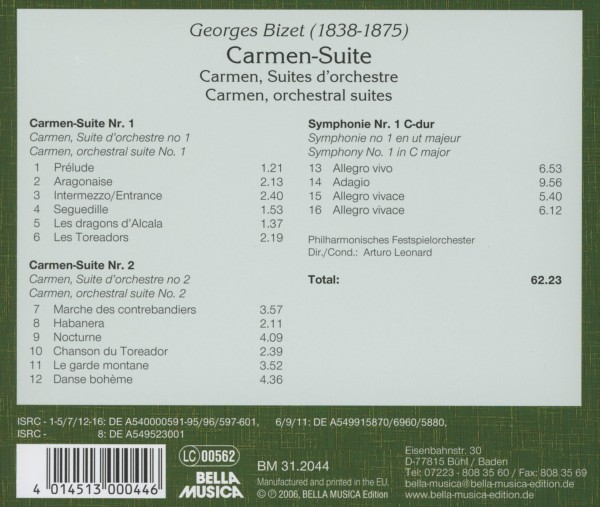 Georges Bizet (1838-1875)
Carmen-Suite
Carmen, Suites d'orchestre
Carmen, orchestral suites
Carmen-Suite Nr. 1
Carmen, Suite d'orchestre no 1
Carmen, orchestral suite No. 1
1 Prélude 1.21
2 Aragonaise 2.13
3 Intermezzo/Entrance 2.40
4 Seguedille 1.53
5 Les dragons d'Alcala 1.37
6 Les Toreadors 2.19
Carmen-Suite Nr. 2
Carmen, Suite d'orchestre no 2
Carmen, orchestral suite No. 2
7 Marche des contrebandiers 3.57
8 Habanera 2.11
9 Nocturne 4.09
10 Chanson du Toreador 2.39
11 Le garde montane 3.52
12 Danse bohème 4.36
Symphonie Nr. 1 C-dur
Symphonie no 1 en ut majeur
Symphony No. 1 in C major
13 Allegro vivo 6.53
14 Adagio 9.56
15 Allegro vivace 5.40
16 Allegro vivace 6.12
Philharmonisches Festspielorchester
Dir./Cond.: Arturo Leonard
Total: 62.23
ISRC - 1-5/7/12-16: DE A540000591-95/96/597-601, 6/9/11: DE A549915870/6960/5880,
ISRC - 8: DE A549523001
4 014513 000446
LC 00562
BELLA
MUSICA
BM 31.2044
Manufactured and printed in the EU.
© ℗ 2006, BELLA MUSICA Edition
Eisenbahnstr. 30
D-77815 Bühl / Baden
Tel.: 07223 - 808 35 60 / Fax: 808 35 69
bella-musica@bella-musica-edition.de
www.bella-musica-edition.de